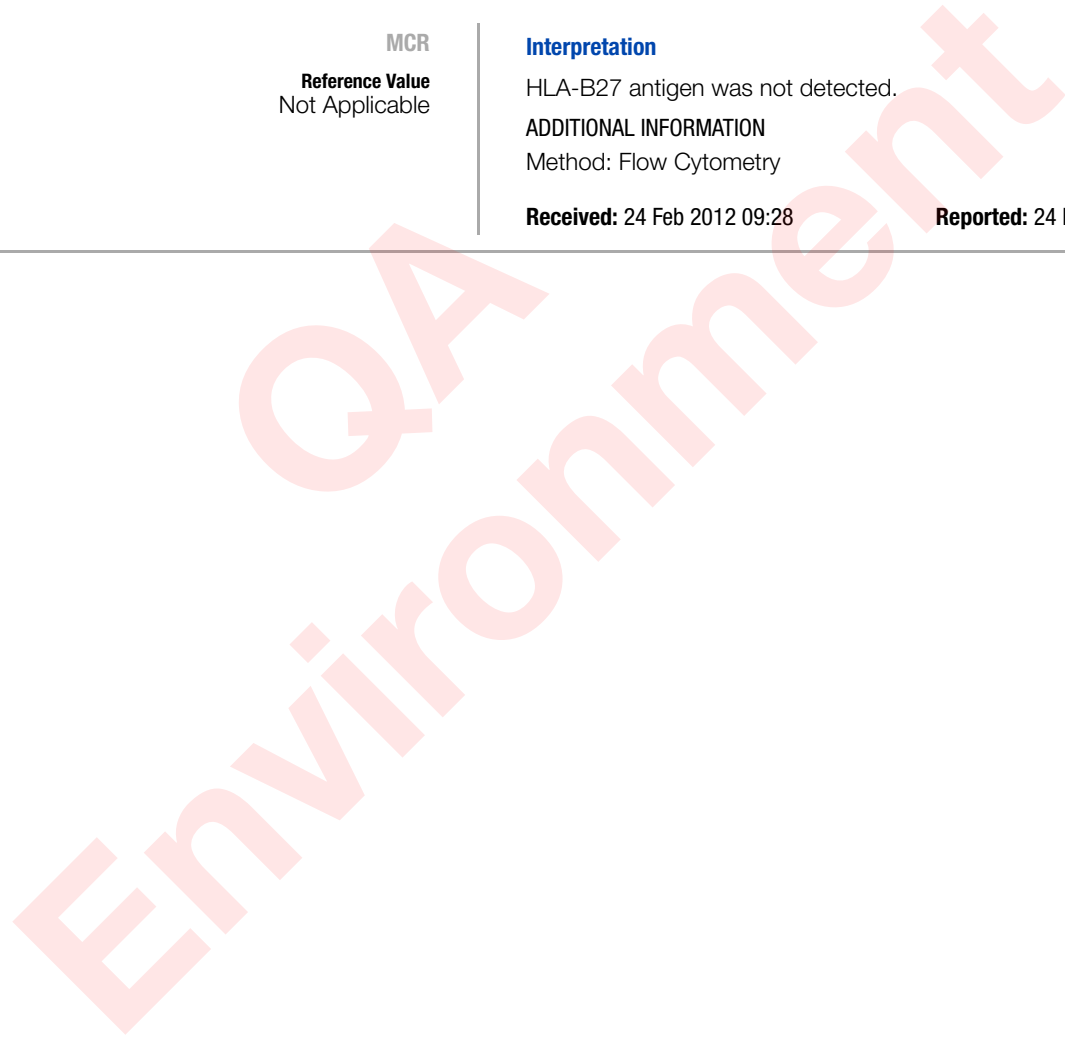 MCR
Reference Value
Not Applicable
Interpretation
HLA-B27 antigen was not detected.
ADDITIONAL INFORMATION
Method: Flow Cytometry
Received: 24 Feb 2012 09:28
Reported: 24
QA
Environment